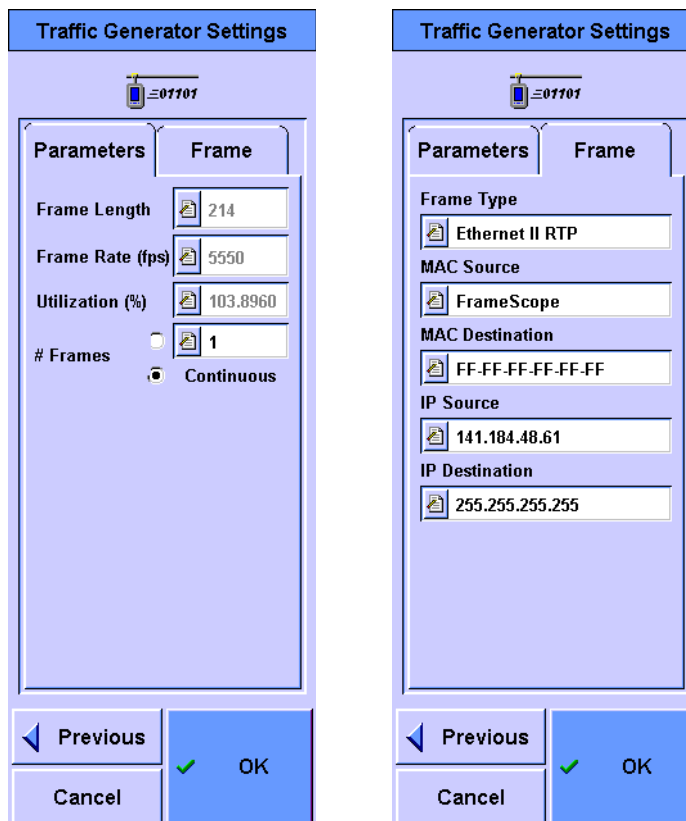 Traffic Generator Settings
01101
Parameters
Frame
Frame Length
214
Frame Rate (fps)
5550
Utilization (%)
103.8960
# Frames
1
Continuous
Previous
Cancel
OK
Traffic Generator Settings
01101
Parameters
Frame
Frame Type
Ethernet II RTP
MAC Source
FrameScope
MAC Destination
FF-FF-FF-FF-FF-FF
IP Source
141.184.48.61
IP Destination
255.255.255.255
Previous
Cancel
OK